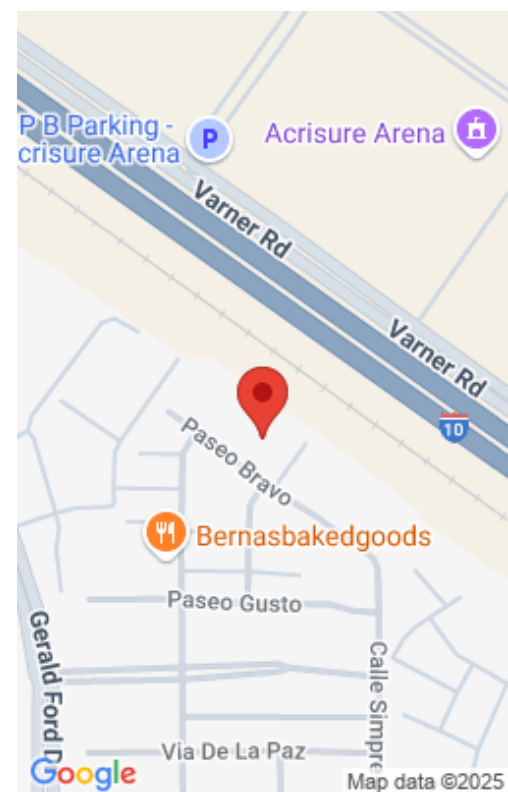 P B Parking -
crisure Arena
P
Acrisure Arena
Varner Rd
Varner Rd
10
Paseo Bravo
Bernasbakedgoods
Paseo Gusto
Gerald Ford D
Calle Simpre
Via De La Paz
Google
Map data ©2025